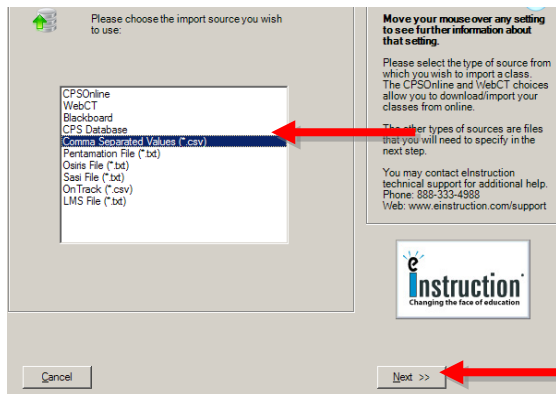 Please choose the import source you wish
to use:
CPSOnline
WebCT
Blackboard
CPS Database
Comma Separated Values (*.csv)
Pentamation File (*.txt)
Osiris File (*.txt)
Sasi File (*.txt)
OnTrack (*.csv)
LMS File (*.txt)
Move your mouse over any setting
to see further information about
that setting.
Please select the type of source from
which you wish to import a class.
The CPSOnline and WebCT choices
allow you to download/import your
classes from online.
The other types of sources are files
that you will need to specify in the
next step.
You may contact eInstruction
technical support for additional help.
Phone: 888-333-4988
Web: www.einstruction.com/support
einstruction
Changing the face of education
Cancel
Next >>